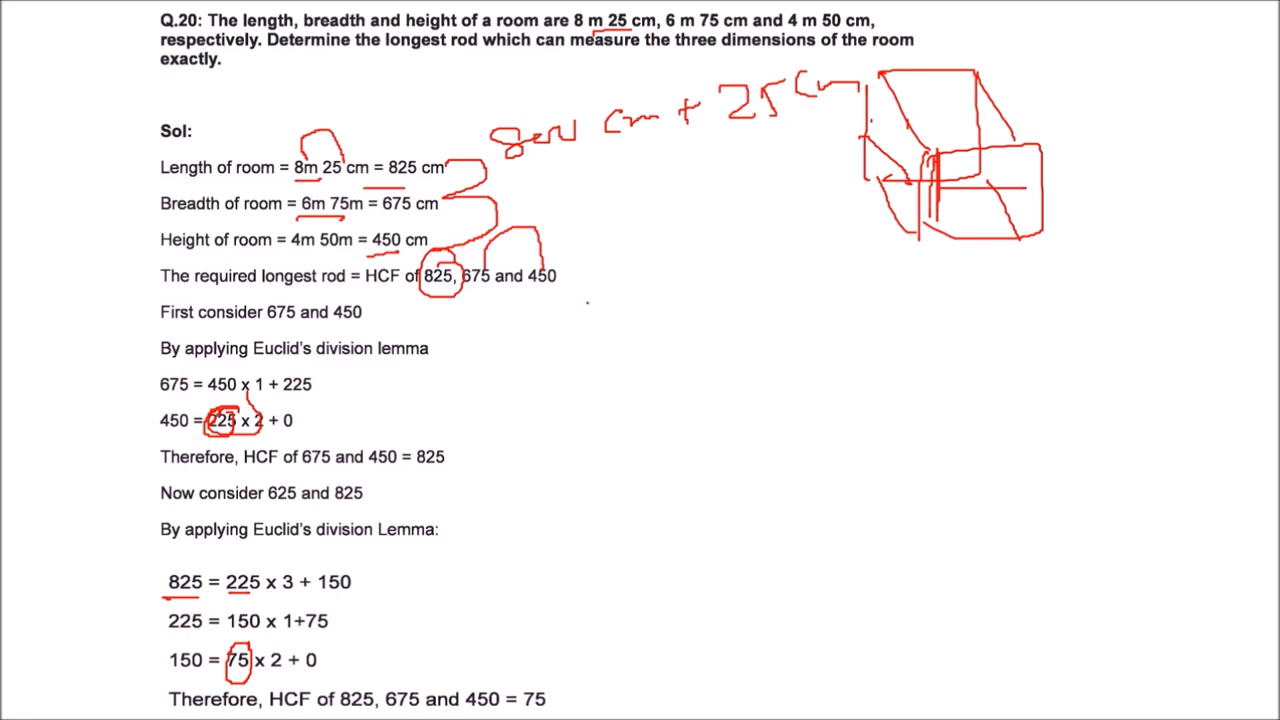 Q.20: The length, breadth and height of a room are 8 m 25 cm, 6 m 75 cm and 4 m 50 cm,
respectively. Determine the longest rod which can measure the three dimensions of the room
exactly.
800 cm + 25 cm
Sol:
Length of room = 8m 25 cm = 825 cm
Breadth of room = 6m 75m = 675 cm
Height of room = 4m 50m = 450 cm
The required longest rod = HCF of 825, 675 and 450
First consider 675 and 450
By applying Euclid's division lemma
675 = 450 x 1 + 225
450 = 225 x 2 + 0
Therefore, HCF of 675 and 450 = 825
Now consider 625 and 825
By applying Euclid's division Lemma:
825 = 225 x 3 + 150
225 = 150 x 1+75
150 = 75 x 2 + 0
Therefore, HCF of 825, 675 and 450 = 75